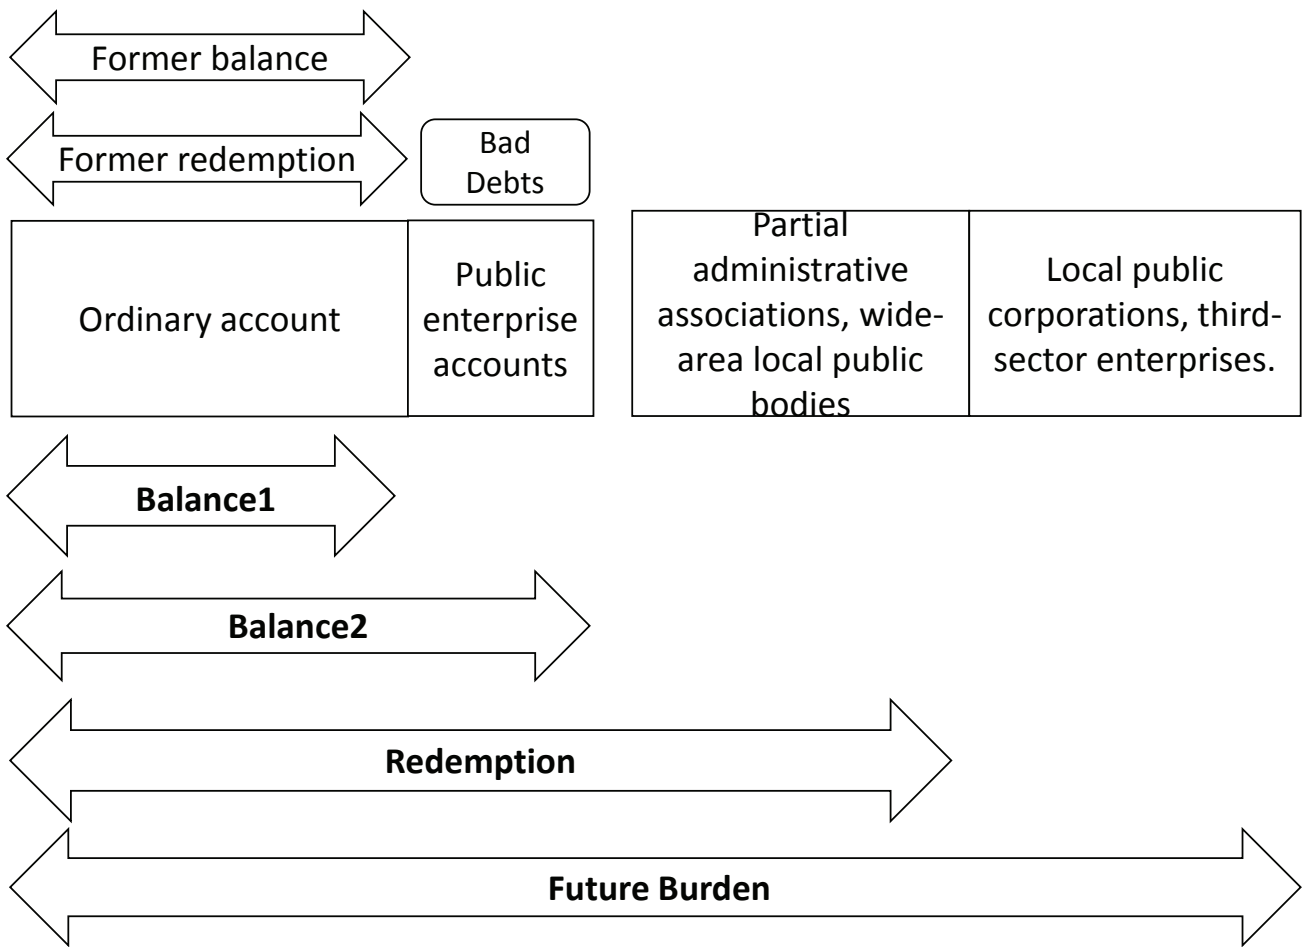 Former balance
Former redemption
Bad
Debts
Ordinary account
Public
enterprise
accounts
Partial
administrative
associations, wide-
area local public
bodies
Local public
corporations, third-
sector enterprises.
Balance1
Balance2
Redemption
Future Burden